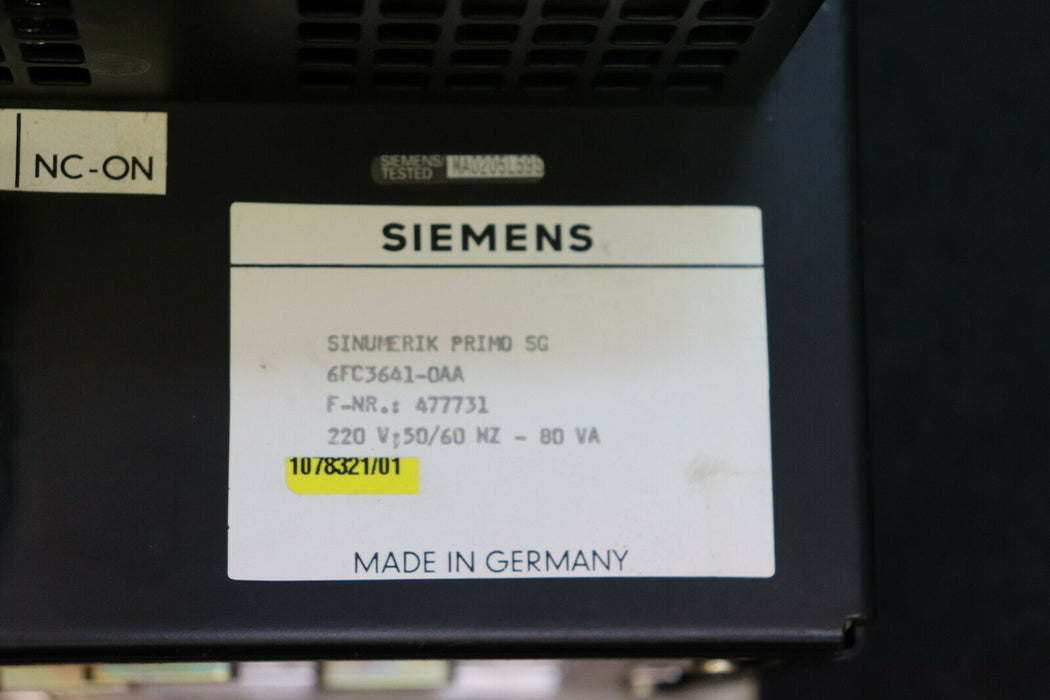 NC-ON
SIEMENS/
TESTED
MA0205L595
SIEMENS
SINUMERIK PRIMO SG
6FC3641-0AA
F-NR.: 477731
220 V;50/60 HZ - 80 VA
1078321/01
MADE IN GERMANY